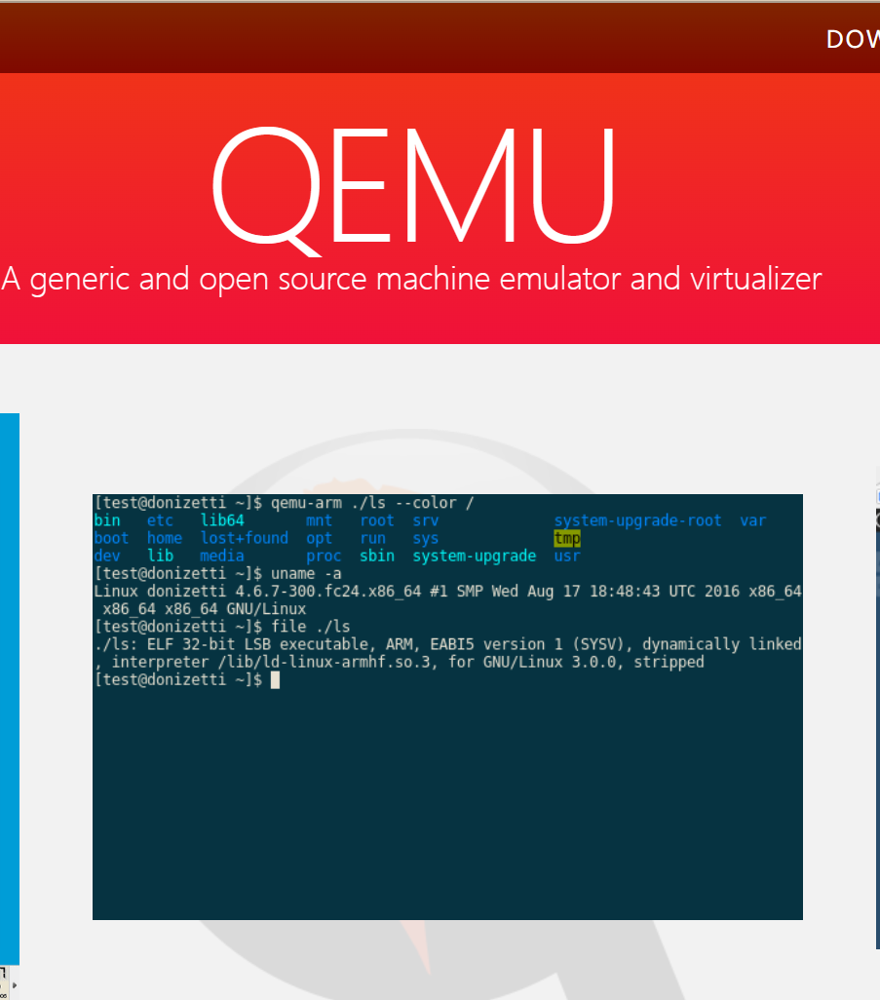 DOW
QEMU
A generic and open source machine emulator and virtualizer
[test@donizetti ~]$ qemu-arm ./ls --color /
bin etc lib64 mnt root srv system-upgrade-root var
boot home lost+found opt run sys tmp
dev lib media proc sbin system-upgrade usr
[test@donizetti ~]$ uname -a
Linux donizetti 4.6.7-300.fc24.x86_64 #1 SMP Wed Aug 17 18:48:43 UTC 2016 x86_64
x86_64 x86_64 GNU/Linux
[test@donizetti ~]$ file ./ls
./ls: ELF 32-bit LSB executable, ARM, EABI5 version 1 (SYSV), dynamically linked
, interpreter /lib/ld-linux-armhf.so.3, for GNU/Linux 3.0.0, stripped
[test@donizetti ~]$